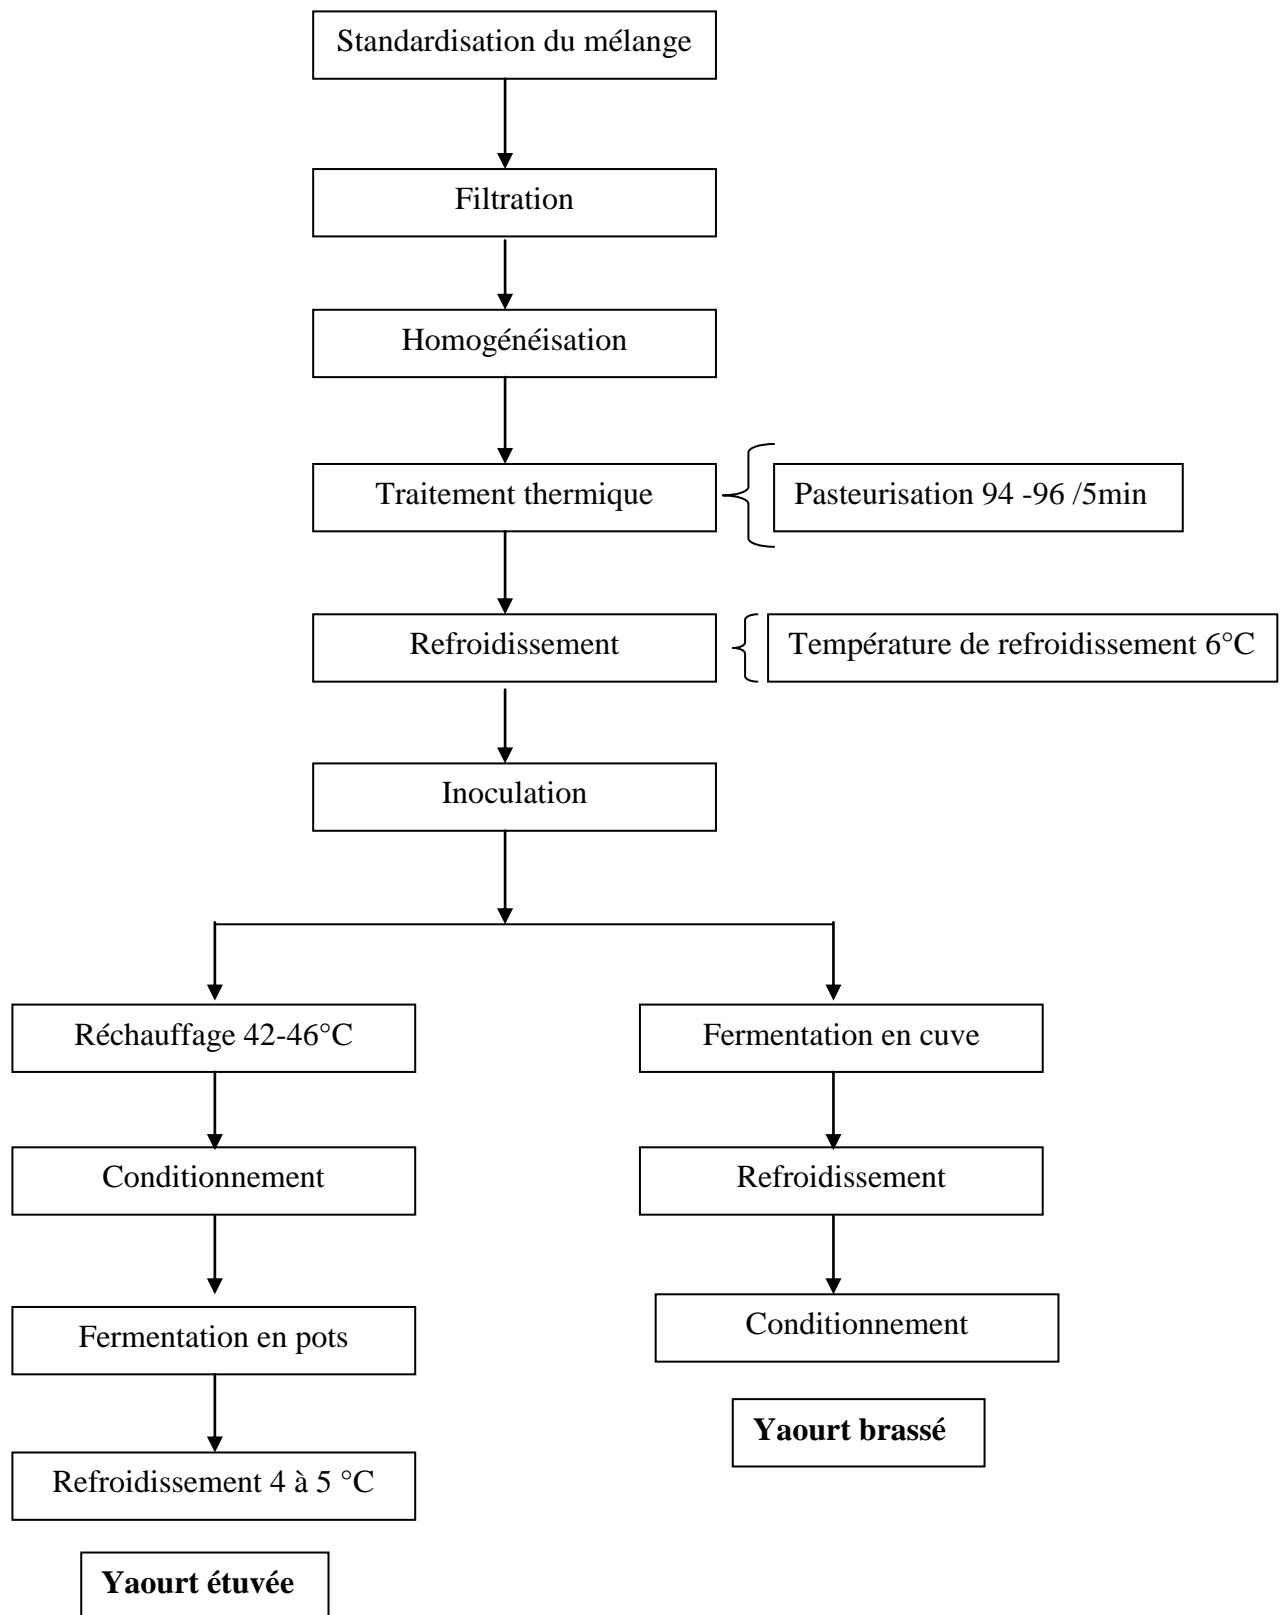 Standardisation du mélange
Filtration
Homogénéisation
Traitement thermique
Pasteurisation 94 -96 /5min
Refroidissement
Température de refroidissement 6°C
Inoculation
Réchauffage 42-46°C
Conditionnement
Fermentation en pots
Refroidissement 4 à 5 °C
Yaourt étuvée
Fermentation en cuve
Refroidissement
Conditionnement
Yaourt brassé